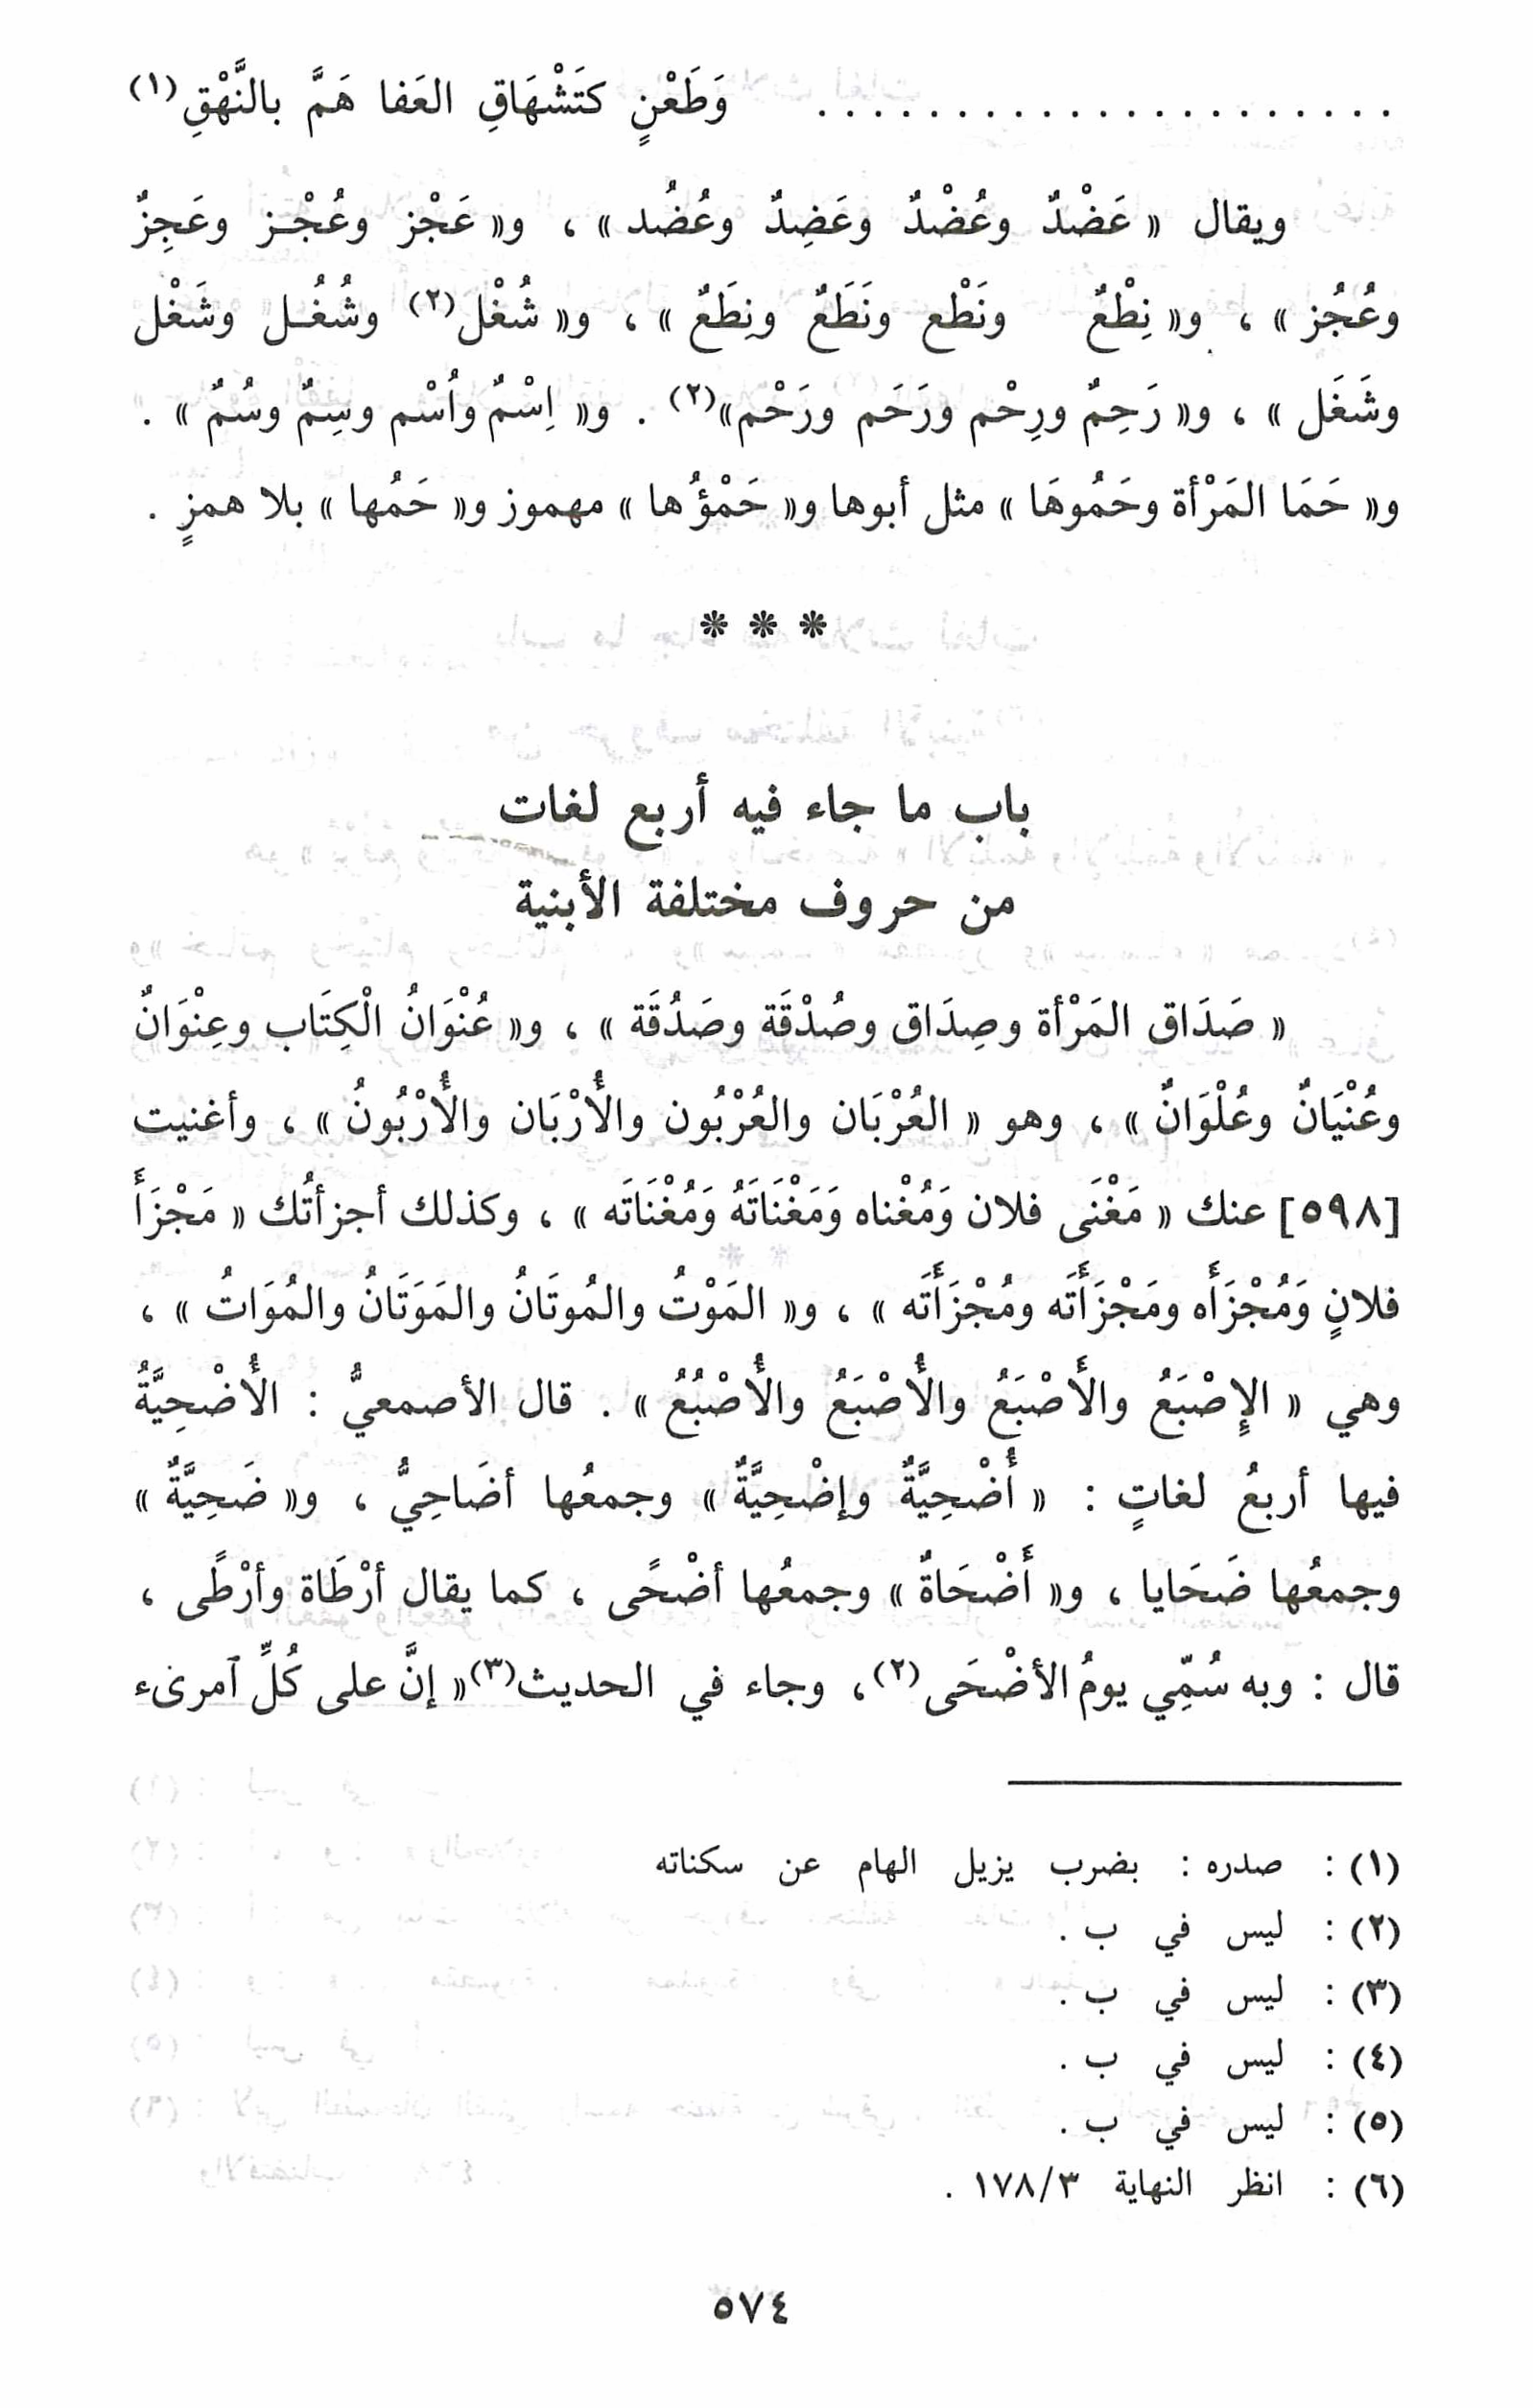 . . . . . . . . . . . . . . . . . . . . . وَطَعْنٍ كتَشْهَاقِ العَفا هَمَّ بالنَّهْقِ(١)
ويقال « عَضْدٌ وعُضْدٌ وعَضِدٌ وعُضُد » ، و« عَجْز وعُجْـز وعَجِزٌ
وعُجُز » ، و« نِطْعٌ ونَطْع ونَطَعٌ ونِطَعٌ » ، و« شُغْل(٢) وشُغُـل وشَغْل
وشَغَل » ، و« رَحِمٌ ورِحْم ورَحَم ورَحْم»(٢) . و« اِسْمٌ واُسْم وسِمٌ وسُمٌ » .
و« حَمَا المَرْأة وحَمُوهَا » مثل أبوها و« حَمْؤُها » مهموز و« حَمُها » بلا همزٍ .
* * *
باب ما جاء فيه أربع لغات
من حروف مختلفة الأبنية
« صَدَاق المَرْأة وصِدَاق وصُدْقَة وصَدُقَة » ، و« عُنْوَانُ الْكِتَاب وعِنْوَانٌ
وعُنْيَانٌ وعُلْوَانٌ » ، وهو « العُرْبَان والعُرْبُون والأُرْبَان والأُرْبُونُ » ، وأغنيت
[٥٩٨] عنك « مَغْنَى فلان وَمُغْناه وَمَغْنَاتَهُ وَمُغْنَاتَه » ، وكذلك أجزأتُك « مَجْزَأَ
فلانٍ وَمُجْزَأَه ومَجْزَأَتَه ومُجْزَأَتَه » ، و« المَوْتُ والمُوتَانُ والمَوَتَانُ والمُوَاتُ » ،
وهي « الإِصْبَعُ والأَصْبَعُ والأُصْبَعُ والأُصْبُعُ » . قال الأصمعيُّ : الأُضْحِيَّةُ
فيها أربعُ لغاتٍ : « أُضْحِيَّةٌ وإضْحِيَّةٌ » وجمعُها أضَاحِيُّ ، و« ضَحِيَّةٌ »
وجمعُها ضَحَايا ، و« أَضْحَاةٌ » وجمعُها أضْحًى ، كما يقال أرْطَاة وأرْطًى ،
قال : وبه سُمِّي يومُ الأضْحَى(٢)، وجاء في الحديث(٣)« إنَّ على كُلِّ ٱمرىء
(١) : صدره : بضرب يزيل الهام عن سكناته
(٢) : ليس في ب .
(٣) : ليس في ب .
(٤) : ليس في ب .
(٥) : ليس في ب .
(٦) : انظر النهاية ١٧٨/٣ .
٥٧٤